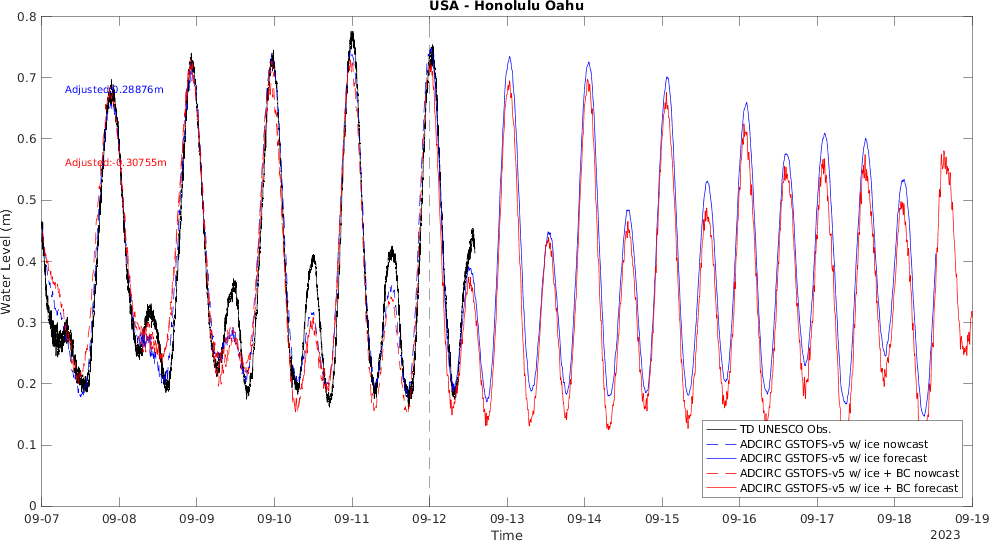 USA - Honolulu Oahu
0.8
0.7
0.6
0.5
0.4
0.3
0.2
0.1
0
Water Level (m)
Adjusted:0.28876m
Adjusted:-0.30755m
TD UNESCO Obs.
ADCIRC GSTOFS-v5 w/ ice nowcast
ADCIRC GSTOFS-v5 w/ ice forecast
ADCIRC GSTOFS-v5 w/ ice + BC nowcast
ADCIRC GSTOFS-v5 w/ ice + BC forecast
09-07 09-08 09-09 09-10 09-11 09-12 09-13 09-14 09-15 09-16 09-17 09-18 09-19
Time
2023